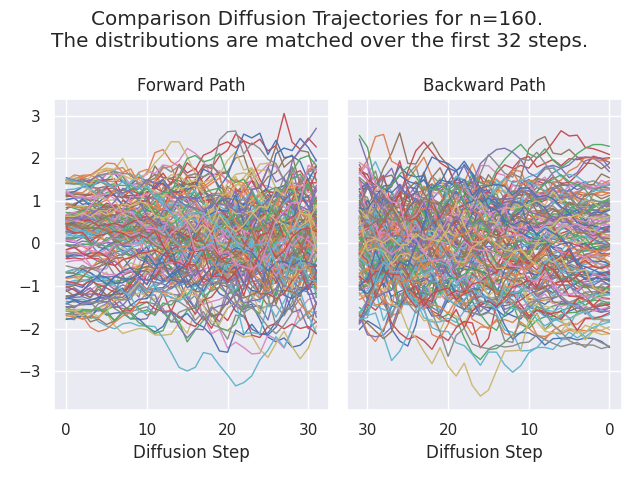 Comparison Diffusion Trajectories for n=160.
The distributions are matched over the first 32 steps.
Forward Path
Backward Path
3
2
1
0
−1
−2
−3
0 10 20 30
30 20 10 0
Diffusion Step
Diffusion Step